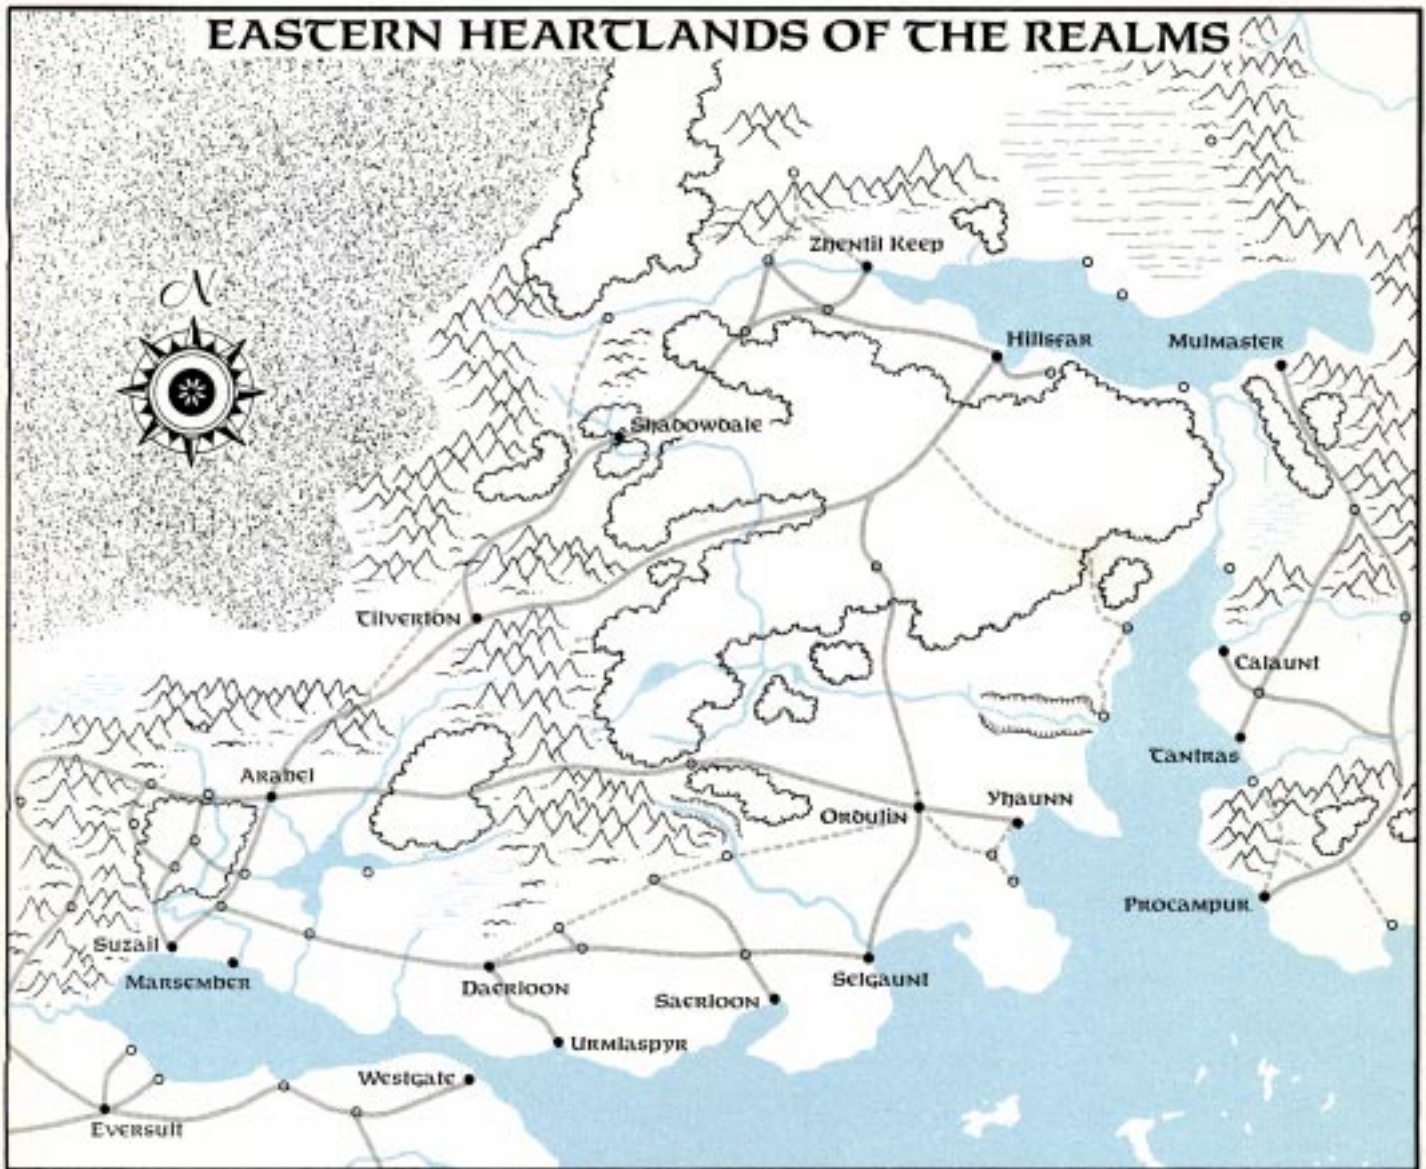 EASTERN HEARTLANDS OF THE REALMS
N
Zhentil Keep
Hillsfar
Mulmaster
Shadowdale
Tilverton
Calaunt
Tantras
Arabel
Yhaunn
Ordulin
Procampur
Suzail
Marsember
Daerloon
Saerloon
Selgaunt
Urmlaspyr
Westgate
Eversult